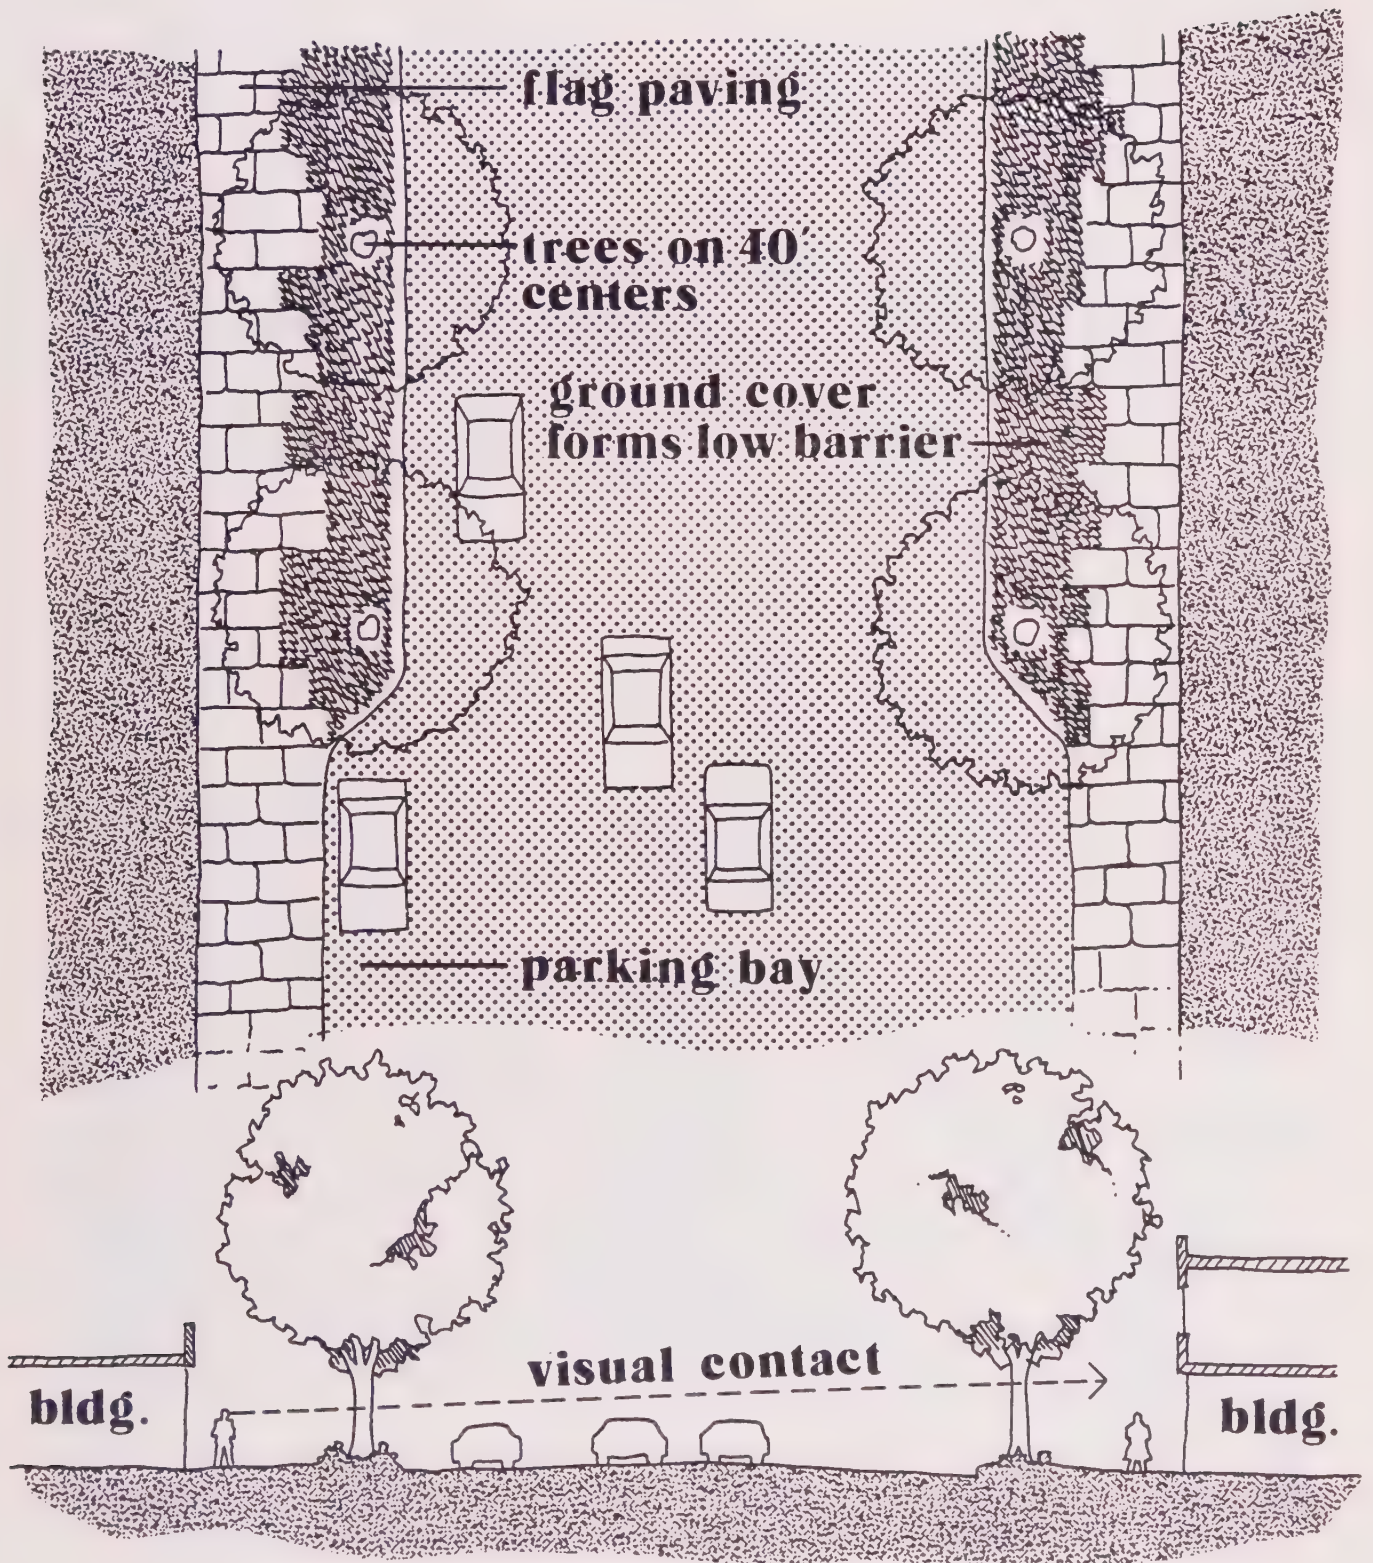 flag paving
trees on 40'
centers
ground cover
forms low barrier
parking bay
visual contact
bldg.
bldg.